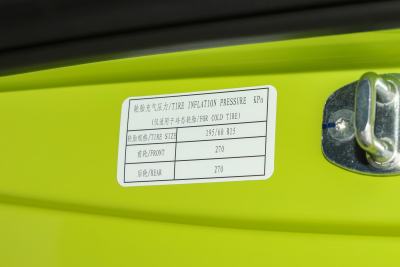 轮胎充气压力/TIRE INFLATION PRESSURE kPa
(仅适用于冷态轮胎/FOR COLD TIRE)
轮胎规格/TIRE SIZE 195/60 R15
前轮/FRONT 270
后轮/REAR 270